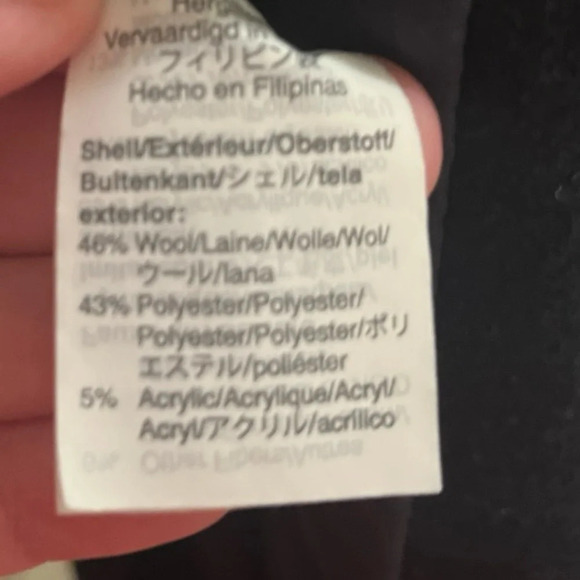 Vervaardigd in
フィリピン製
Hecho en Filipinas
Shell/Extérieur/Oberstoff/
Buitenkant/シェル/tela
exterior:
46% Wool/Laine/Wolle/Wol/
ウール/lana
43% Polyester/Polyester/
Polyester/Polyester/ポリ
エステル/poliéster
5% Acrylic/Acrylique/Acryl/
Acryl/アクリル/acrílico